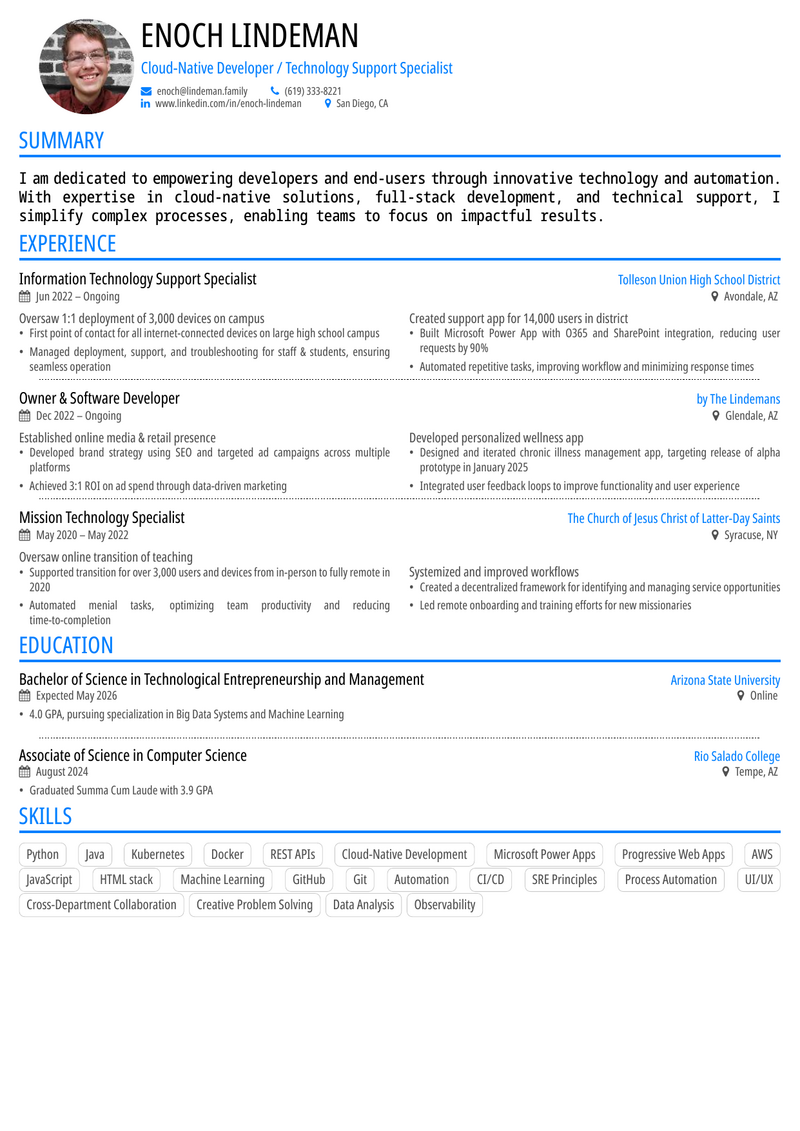 ENOCH LINDEMAN
Cloud-Native Developer / Technology Support Specialist
enoch@lindeman.family (619) 333-8221
www.linkedin.com/in/enoch-lindeman San Diego, CA
SUMMARY
I am dedicated to empowering developers and end-users through innovative technology and automation.
With expertise in cloud-native solutions, full-stack development, and technical support, I
simplify complex processes, enabling teams to focus on impactful results.
EXPERIENCE
Information Technology Support Specialist Tolleson Union High School District
Jun 2022 – Ongoing Avondale, AZ
Oversaw 1:1 deployment of 3,000 devices on campus
• First point of contact for all internet-connected devices on large high school campus
• Managed deployment, support, and troubleshooting for staff & students, ensuring
seamless operation
Created support app for 14,000 users in district
• Built Microsoft Power App with O365 and SharePoint integration, reducing user
requests by 90%
• Automated repetitive tasks, improving workflow and minimizing response times
Owner & Software Developer by The Lindemans
Dec 2022 – Ongoing Glendale, AZ
Established online media & retail presence
• Developed brand strategy using SEO and targeted ad campaigns across multiple
platforms
• Achieved 3:1 ROI on ad spend through data-driven marketing
Developed personalized wellness app
• Designed and iterated chronic illness management app, targeting release of alpha
prototype in January 2025
• Integrated user feedback loops to improve functionality and user experience
Mission Technology Specialist The Church of Jesus Christ of Latter-Day Saints
May 2020 – May 2022 Syracuse, NY
Oversaw online transition of teaching
• Supported transition for over 3,000 users and devices from in-person to fully remote in
2020
• Automated menial tasks, optimizing team productivity and reducing
time-to-completion
Systemized and improved workflows
• Created a decentralized framework for identifying and managing service opportunities
• Led remote onboarding and training efforts for new missionaries
EDUCATION
Bachelor of Science in Technological Entrepreneurship and Management Arizona State University
Expected May 2026 Online
• 4.0 GPA, pursuing specialization in Big Data Systems and Machine Learning
Associate of Science in Computer Science Rio Salado College
August 2024 Tempe, AZ
• Graduated Summa Cum Laude with 3.9 GPA
SKILLS
Python Java Kubernetes Docker REST APIs Cloud-Native Development Microsoft Power Apps Progressive Web Apps AWS
JavaScript HTML stack Machine Learning GitHub Git Automation CI/CD SRE Principles Process Automation UI/UX
Cross-Department Collaboration Creative Problem Solving Data Analysis Observability